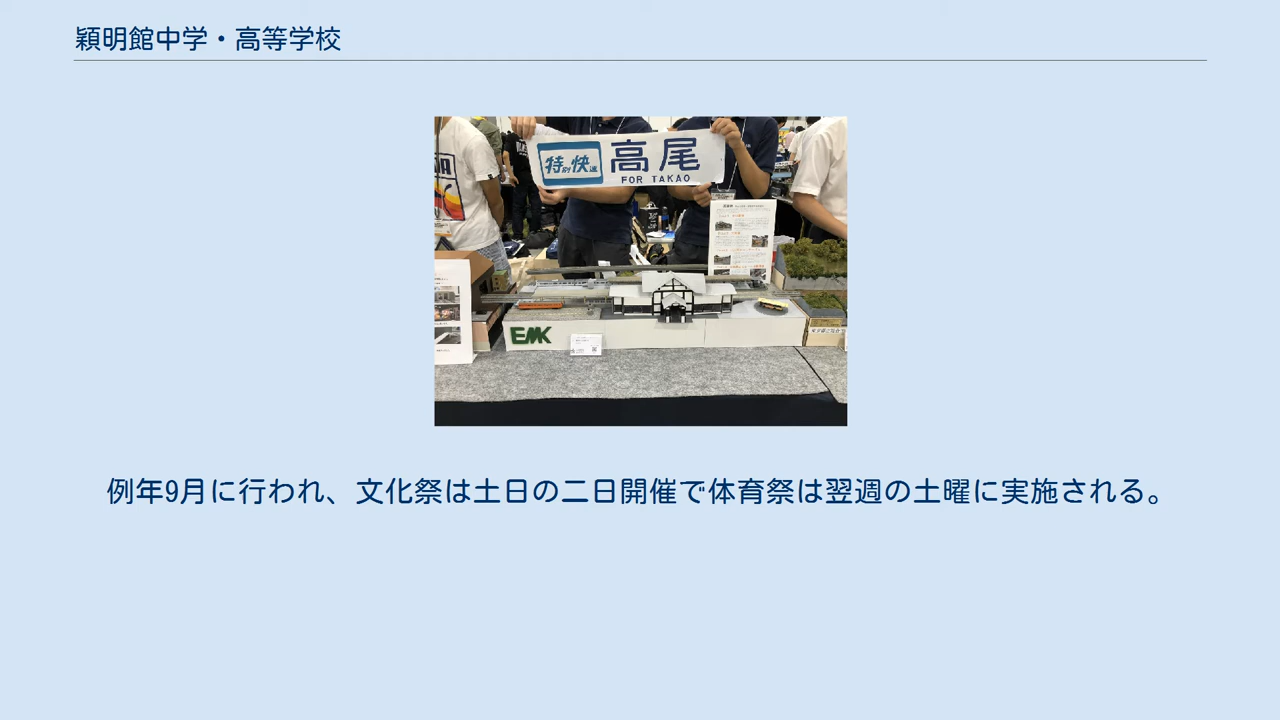 穎明館中学・高等学校
特別快速
高尾
FOR TAKAO
EMK
例年9月に行われ、文化祭は土日の二日開催で体育祭は翌週の土曜に実施される。